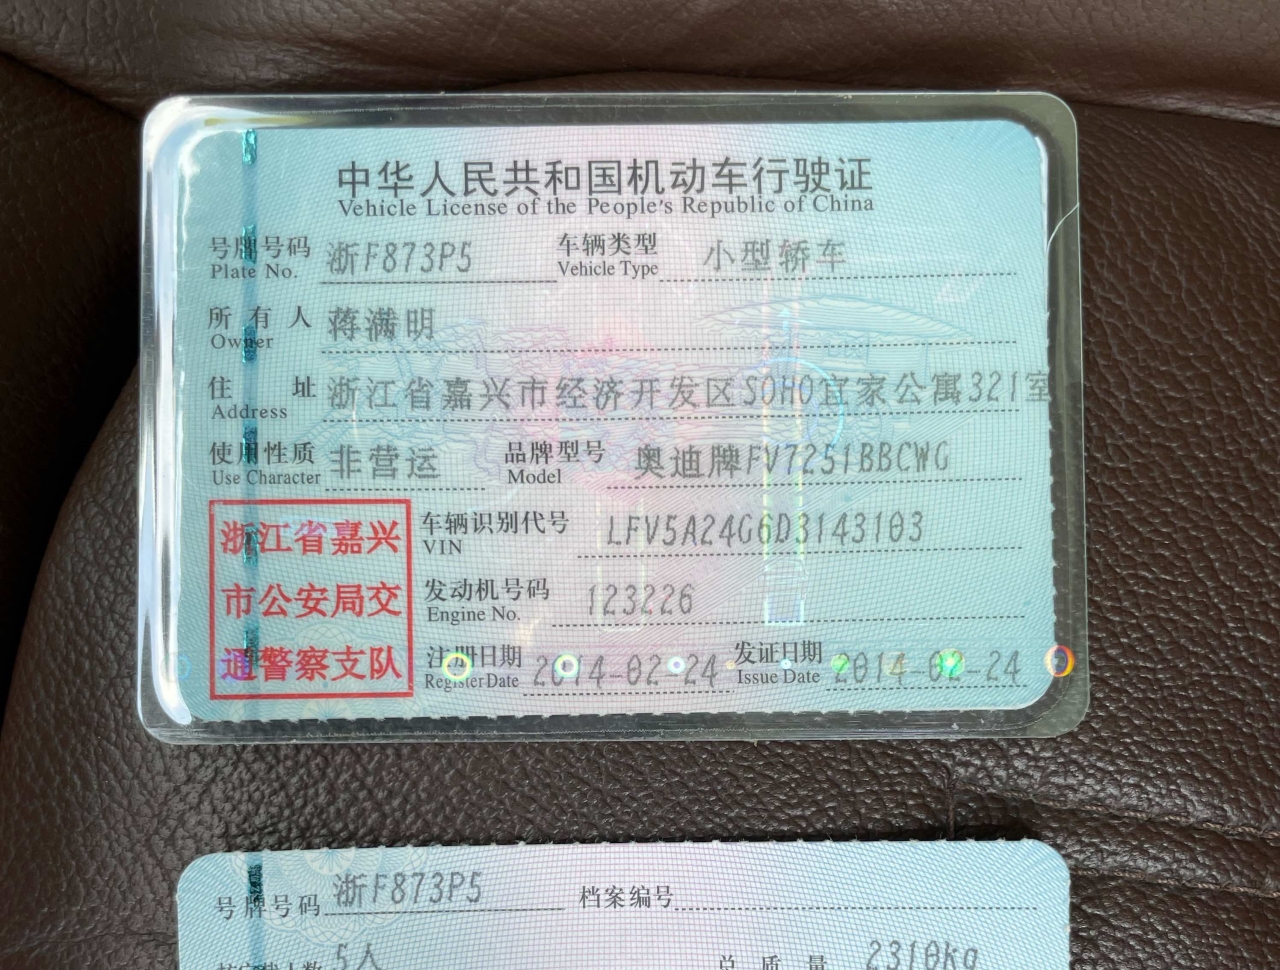 中华人民共和国机动车行驶证
Vehicle License of the People's Republic of China
号牌号码 浙F873P5 车辆类型 小型轿车
Plate No. Vehicle Type
所有人 蒋满明
Owner
住址 浙江省嘉兴市经济开发区SOHO宜家公寓321室
Address
使用性质 非营运 品牌型号 奥迪牌FV7251BBCWG
Use Character Model
浙江省嘉兴
市公安局交
通警察支队
车辆识别代号 LFV5A24G6D3143103
VIN
发动机号码 123226
Engine No.
注册日期 2014-02-24 发证日期 2014-02-24
Register Date Issue Date
号牌号码 浙F873P5 档案编号
5人 总质量 2310kg